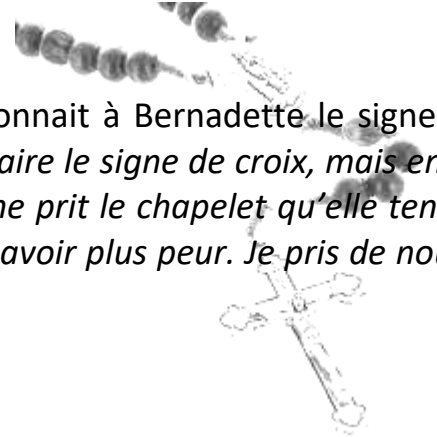 onnait à Bernadette le signe
aire le signe de croix, mais en
ne prit le chapelet qu'elle ten
avoir plus peur. Je pris de nou